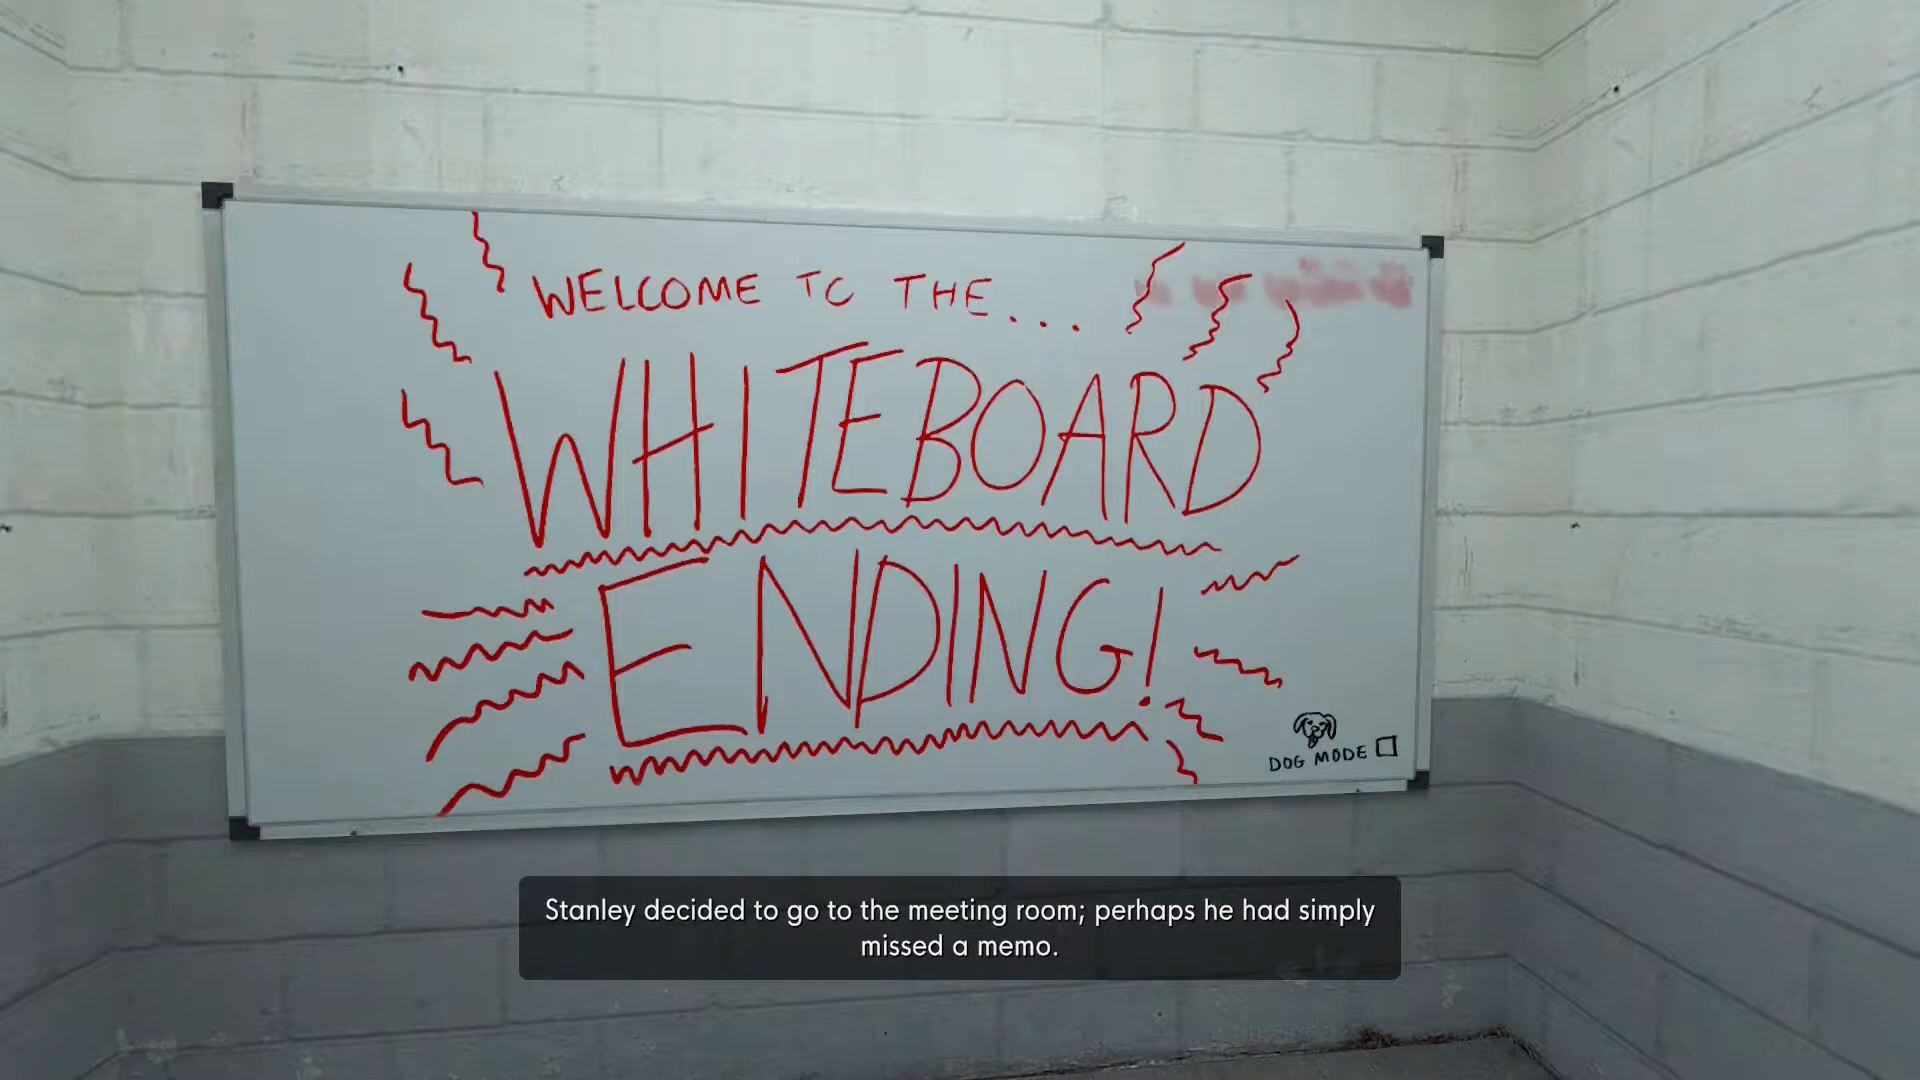 WELCOME TO THE...
WHITEBOARD
ENDING!
DOG MODE
Stanley decided to go to the meeting room; perhaps he had simply
missed a memo.